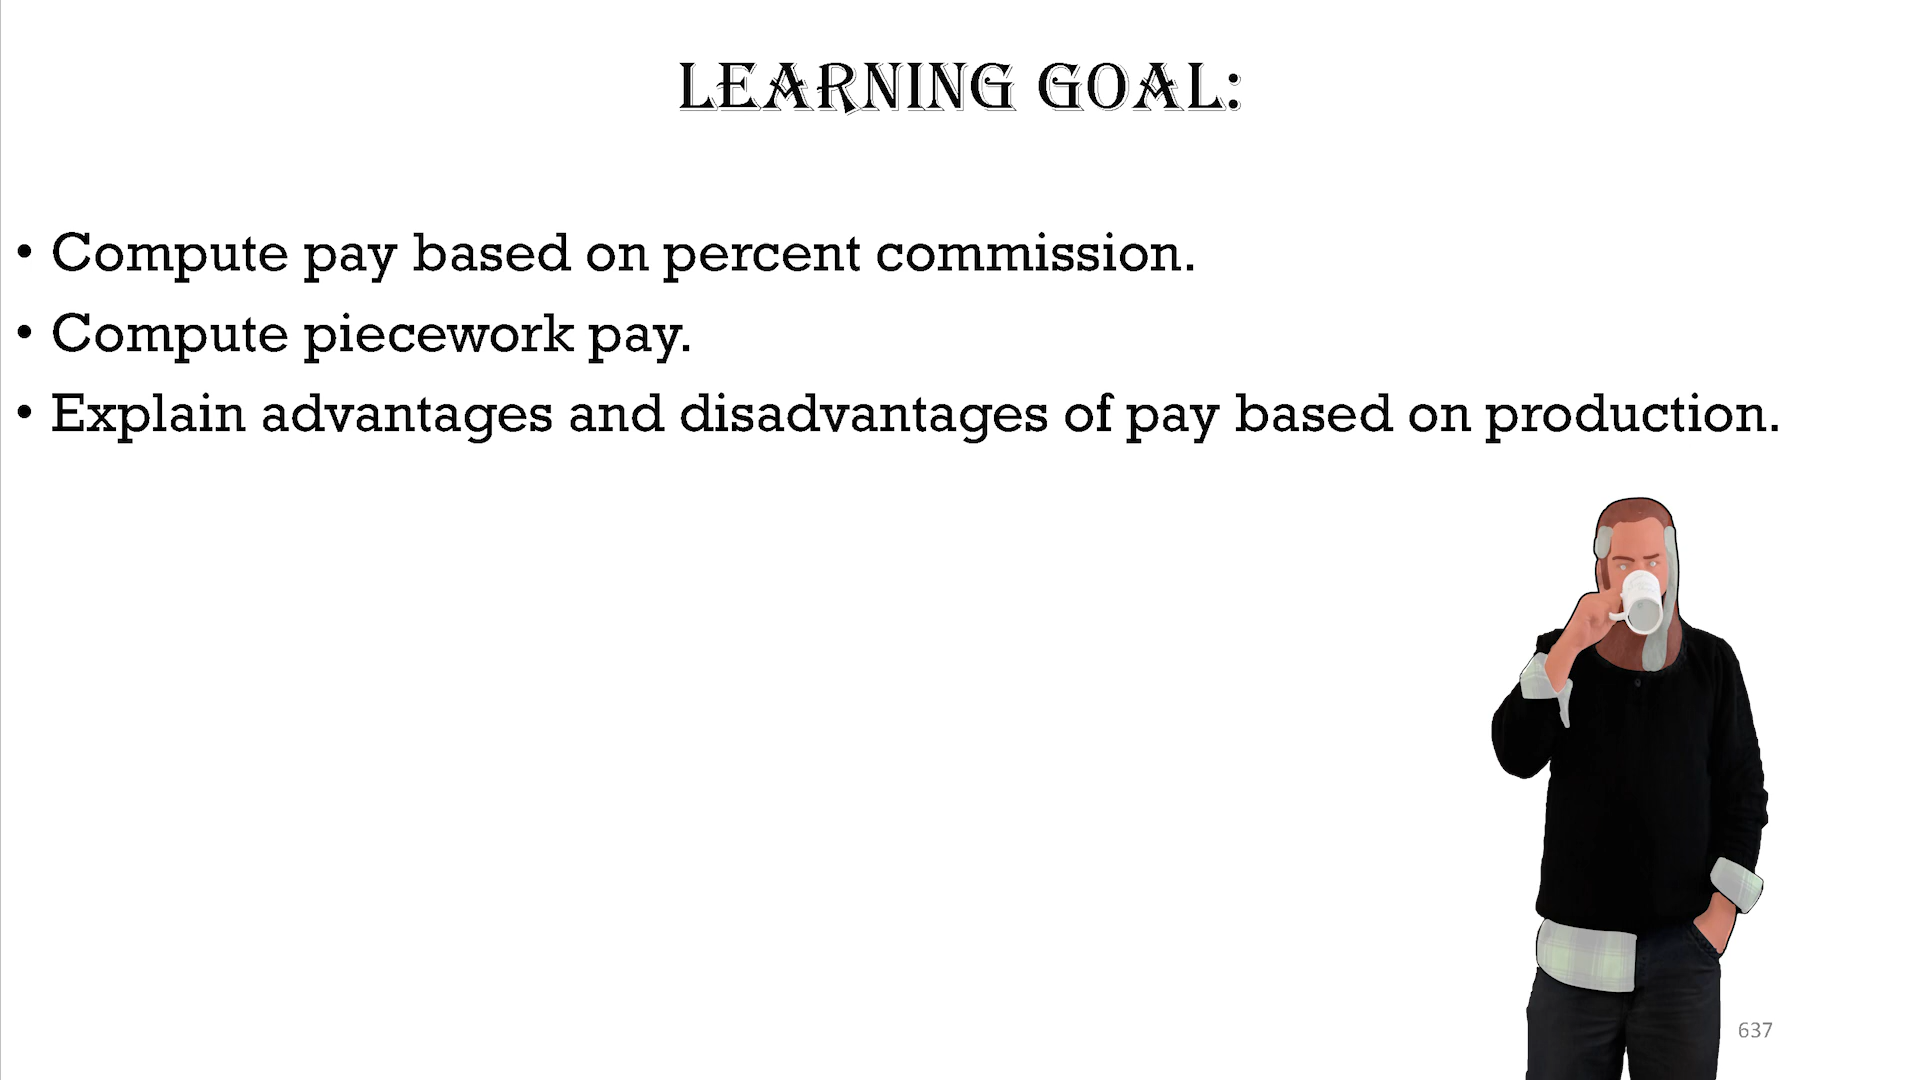 LEARNING GOAL:
• Compute pay based on percent commission.
• Compute piecework pay.
• Explain advantages and disadvantages of pay based on production.
637